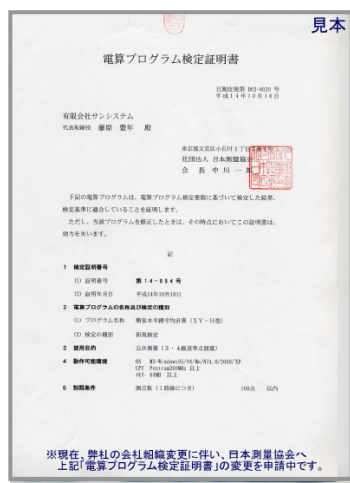 見本
電算プログラム検定証明書
日測技発第 D02-0020 号
平成14年10月18日
有限会社サンシステム
代表取締役 藤原 豊年 殿
東京都文京区小石川1丁目
社団法人 日本測量協会
会 長 中川 一郎
下記の電算プログラムは、電算プログラム検定要領に基づいて検定した結果、
検定基準に適合していることを証明します。
ただし、当該プログラムを修正したときは、その時点においてこの証明書は、
効力を失います。
記
1 検定証明番号
(1) 証明番号 第14-054号
(2) 証明年月日 平成14年10月18日
2 電算プログラムの名称及び検定の種別
(1) プログラム名称 簡易水平網平均計算(XY・H型)
(2) 検定の種別 新規検定
3 使用目的 公共測量(3・4級基準点測量)
4 動作可能環境 OS MS-Windows95/98/Me/NT4.0/2000/XP
CPU Pentium200MHz 以上
メモリ 64MB 以上
5 制限条件 測点数(1路線につき) 100点 以内
※現在、弊社の会社組織変更に伴い、日本測量協会へ
上記「電算プログラム検定証明書」の変更を申請中です。